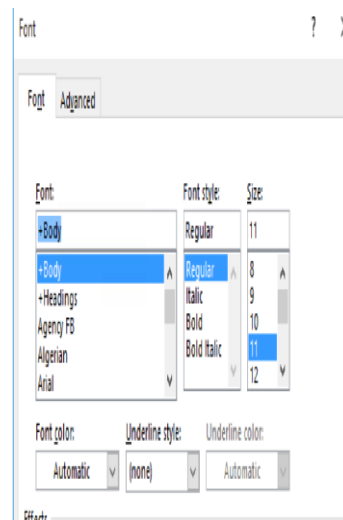 Font ?
Font Advanced
Font: Font style: Size:
+Body Regular 11
+Body Regular 8
+Headings Italic 9
Agency FB Bold 10
Algerian Bold Italic 11
Arial 12
Font color: Underline style: Underline color:
Automatic (none) Automatic
Effects